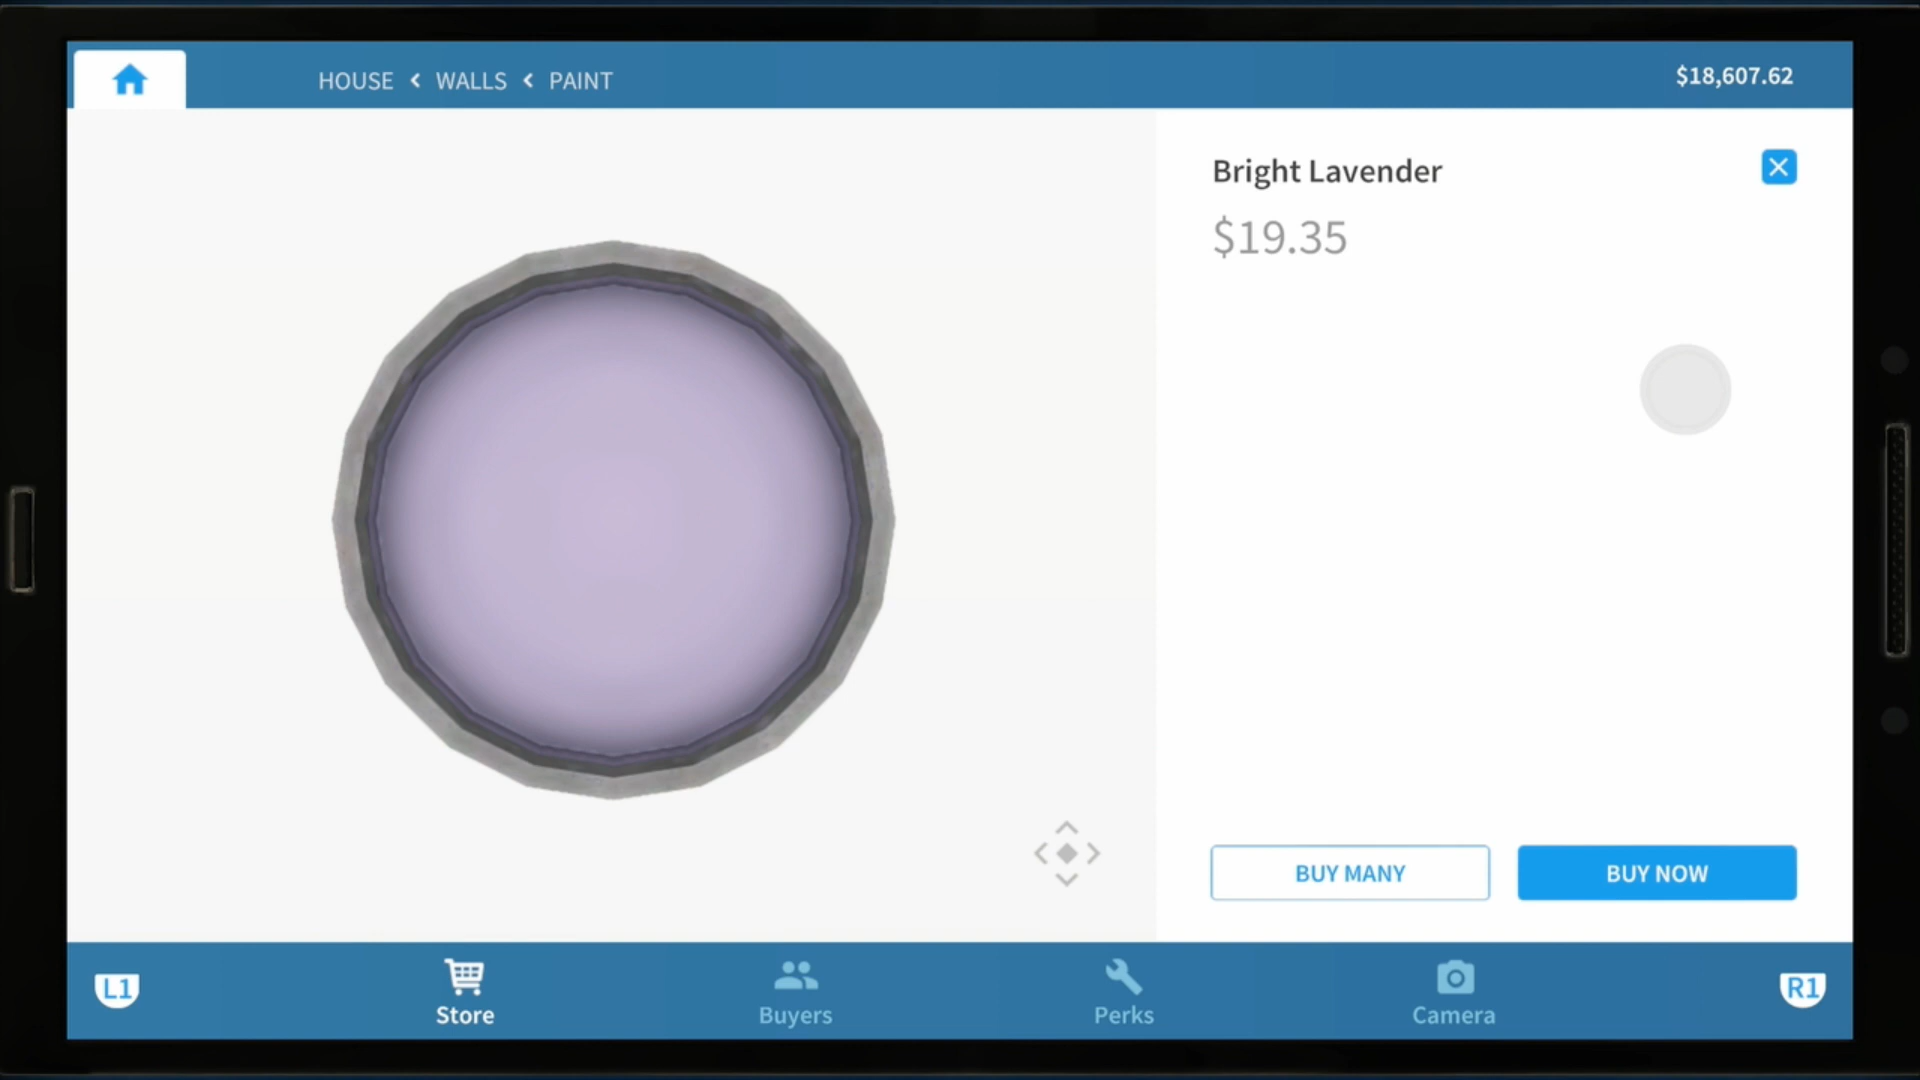 HOUSE < WALLS < PAINT
$18,607.62
Bright Lavender
$19.35
BUY MANY
BUY NOW
L1
Store
Buyers
Perks
Camera
R1